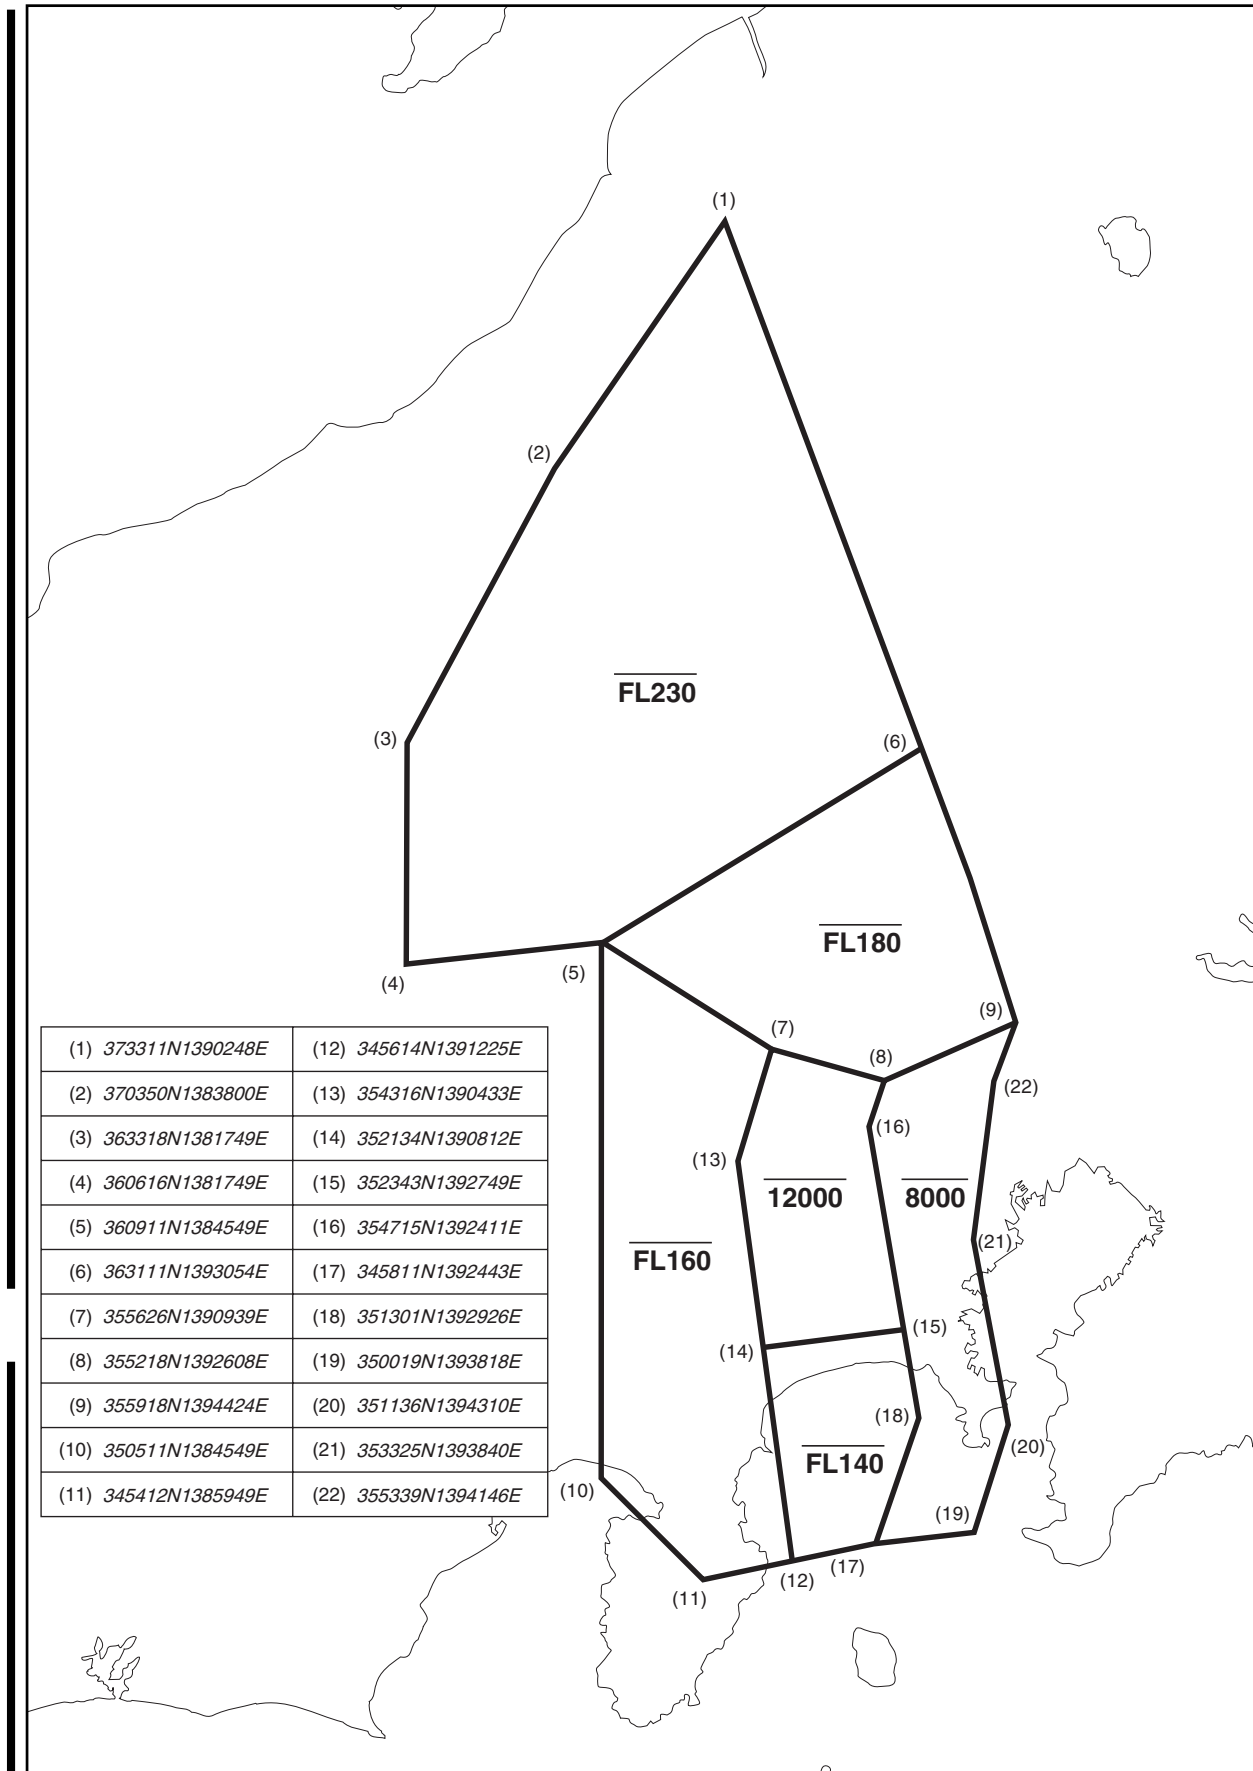 (1)
(2)
FL230
(3)
(6)
FL180
(4)
(5)
(9)
(7)
(8)
(22)
(16)
(13)
12000
8000
(21)
FL160
(15)
(14)
(18)
(20)
FL140
(10)
(19)
(17)
(12)
(11)
(1) 373311N1390248E (12) 345614N1391225E
(2) 370350N1383800E (13) 354316N1390433E
(3) 363318N1381749E (14) 352134N1390812E
(4) 360616N1381749E (15) 352343N1392749E
(5) 360911N1384549E (16) 354715N1392411E
(6) 363111N1393054E (17) 345811N1392443E
(7) 355626N1390939E (18) 351301N1392926E
(8) 355218N1392608E (19) 350019N1393818E
(9) 355918N1394424E (20) 351136N1394310E
(10) 350511N1384549E (21) 353325N1393840E
(11) 345412N1385949E (22) 355339N1394146E